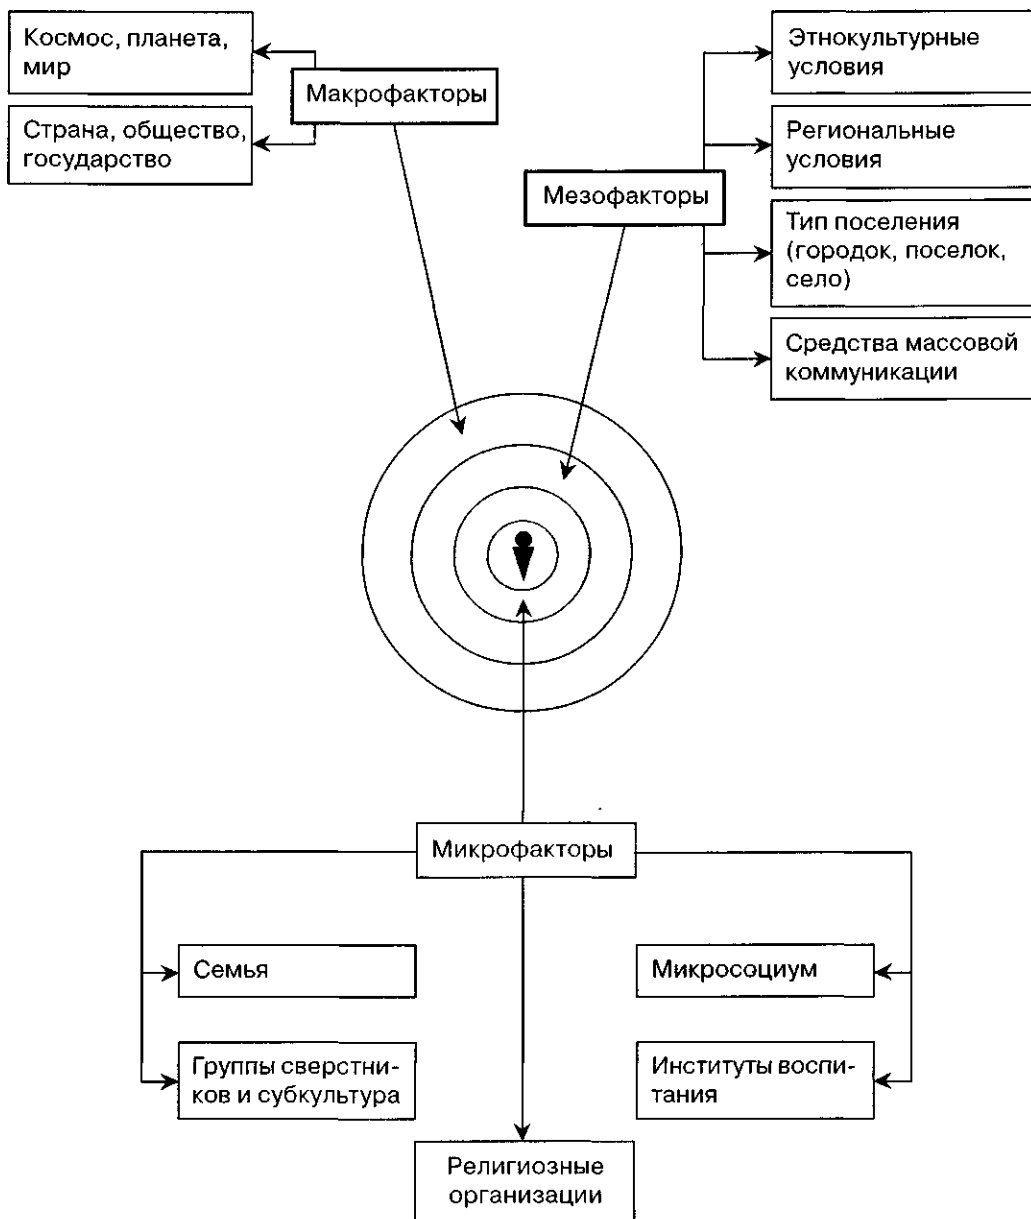 Космос, планета,
мир
Макрофакторы
Страна, общество,
государство
Этнокультурные
условия
Региональные
условия
Мезофакторы
Тип поселения
(городок, поселок,
село)
Средства массовой
коммуникации
Микрофакторы
Семья
Микросоциум
Группы сверстни-
ков и субкультура
Институты воспи-
тания
Религиозные
организации